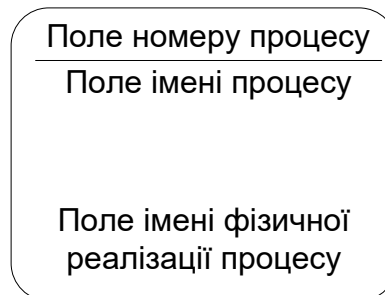 Поле номеру процесу
Поле імені процесу
Поле імені фізичної
реалізації процесу